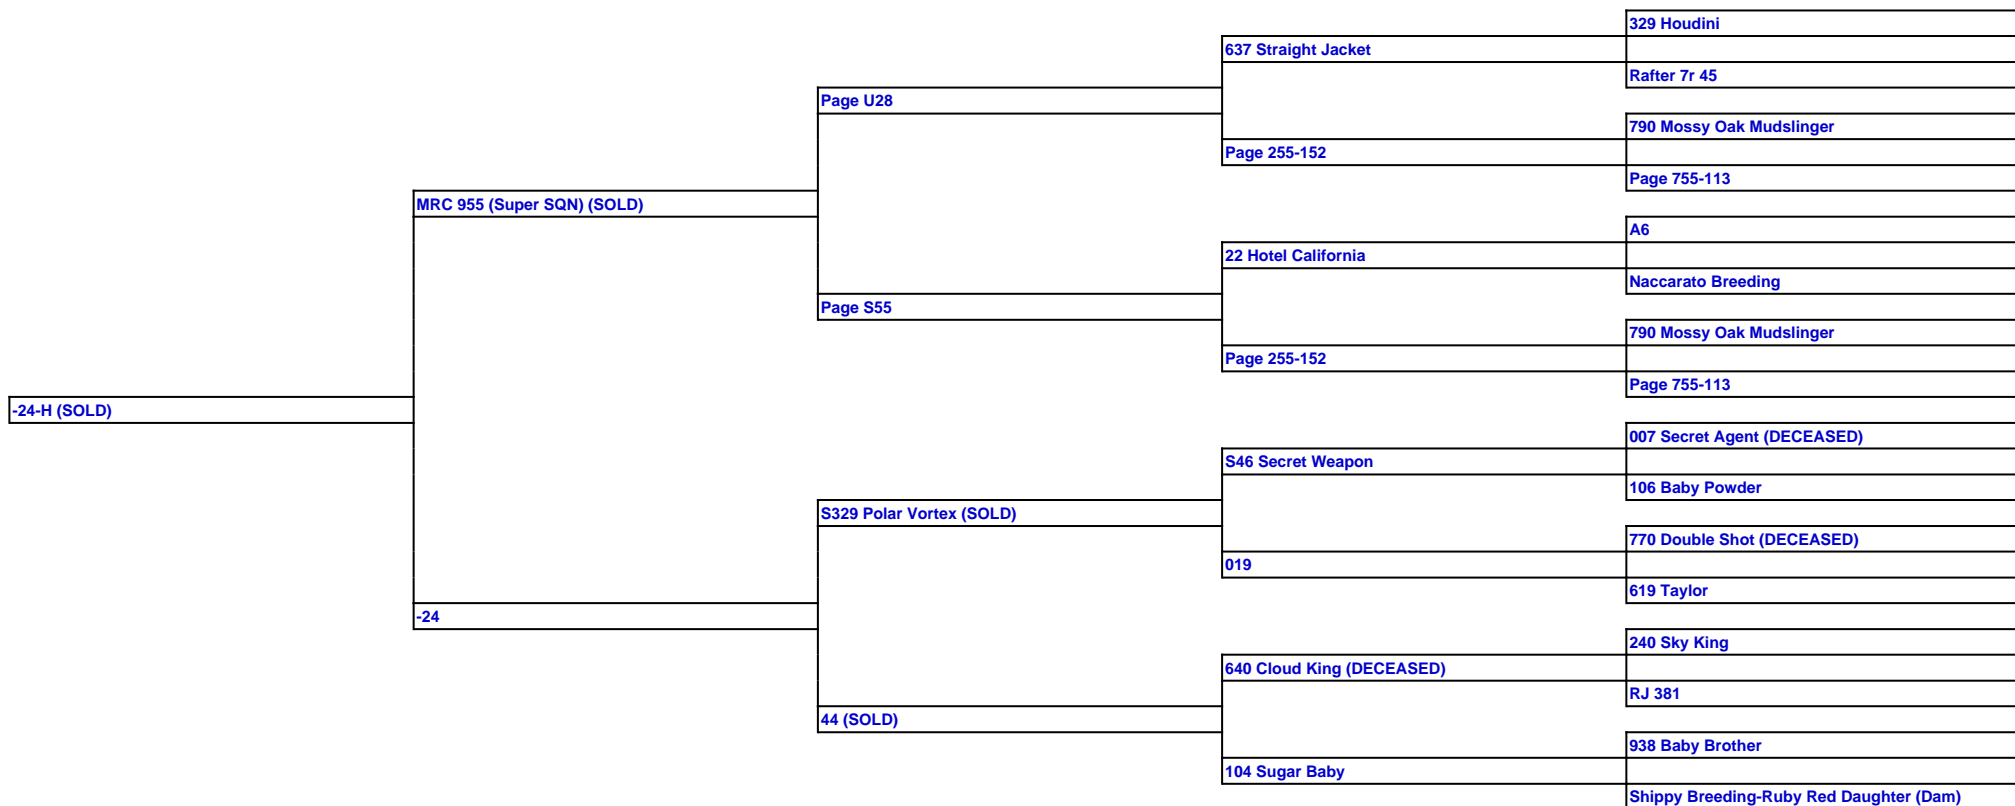 329 Houdini
637 Straight Jacket
Rafter 7r 45
Page U28
790 Mossy Oak Mudslinger
Page 255-152
Page 755-113
MRC 955 (Super SQN) (SOLD)
A6
22 Hotel California
Naccarato Breeding
Page S55
790 Mossy Oak Mudslinger
Page 255-152
Page 755-113
-24-H (SOLD)
007 Secret Agent (DECEASED)
S46 Secret Weapon
106 Baby Powder
S329 Polar Vortex (SOLD)
770 Double Shot (DECEASED)
019
619 Taylor
-24
240 Sky King
640 Cloud King (DECEASED)
RJ 381
44 (SOLD)
938 Baby Brother
104 Sugar Baby
Shippy Breeding-Ruby Red Daughter (Dam)